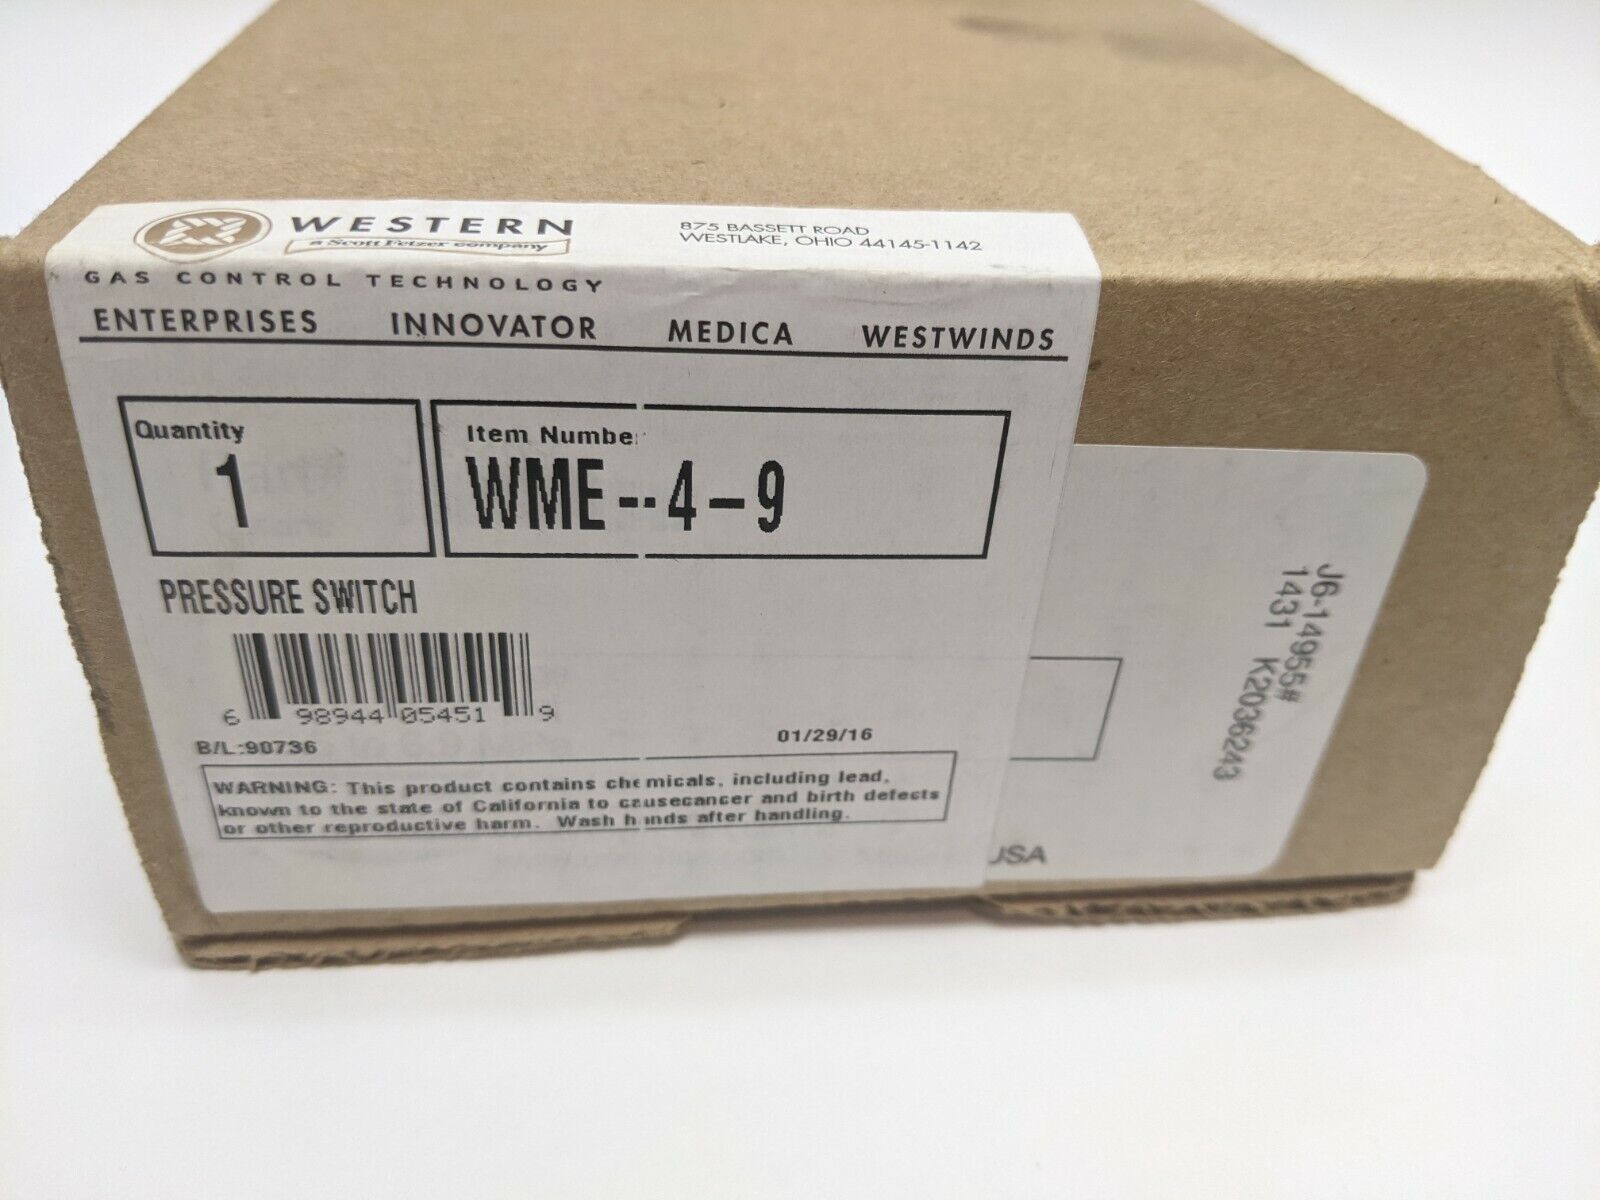 WESTERN
a Scott Fetzer company
875 BASSETT ROAD
WESTLAKE, OHIO 44145-1142
GAS CONTROL TECHNOLOGY
ENTERPRISES INNOVATOR MEDICA WESTWINDS
Quantity
1
Item Number
WME--4-9
PRESSURE SWITCH
6 98944 05451 9
B/L:90736
01/29/16
WARNING: This product contains chemicals, including lead,
known to the state of California to causecancer and birth defects
or other reproductive harm. Wash hands after handling.
J6-14955#
1431 K2036243
USA